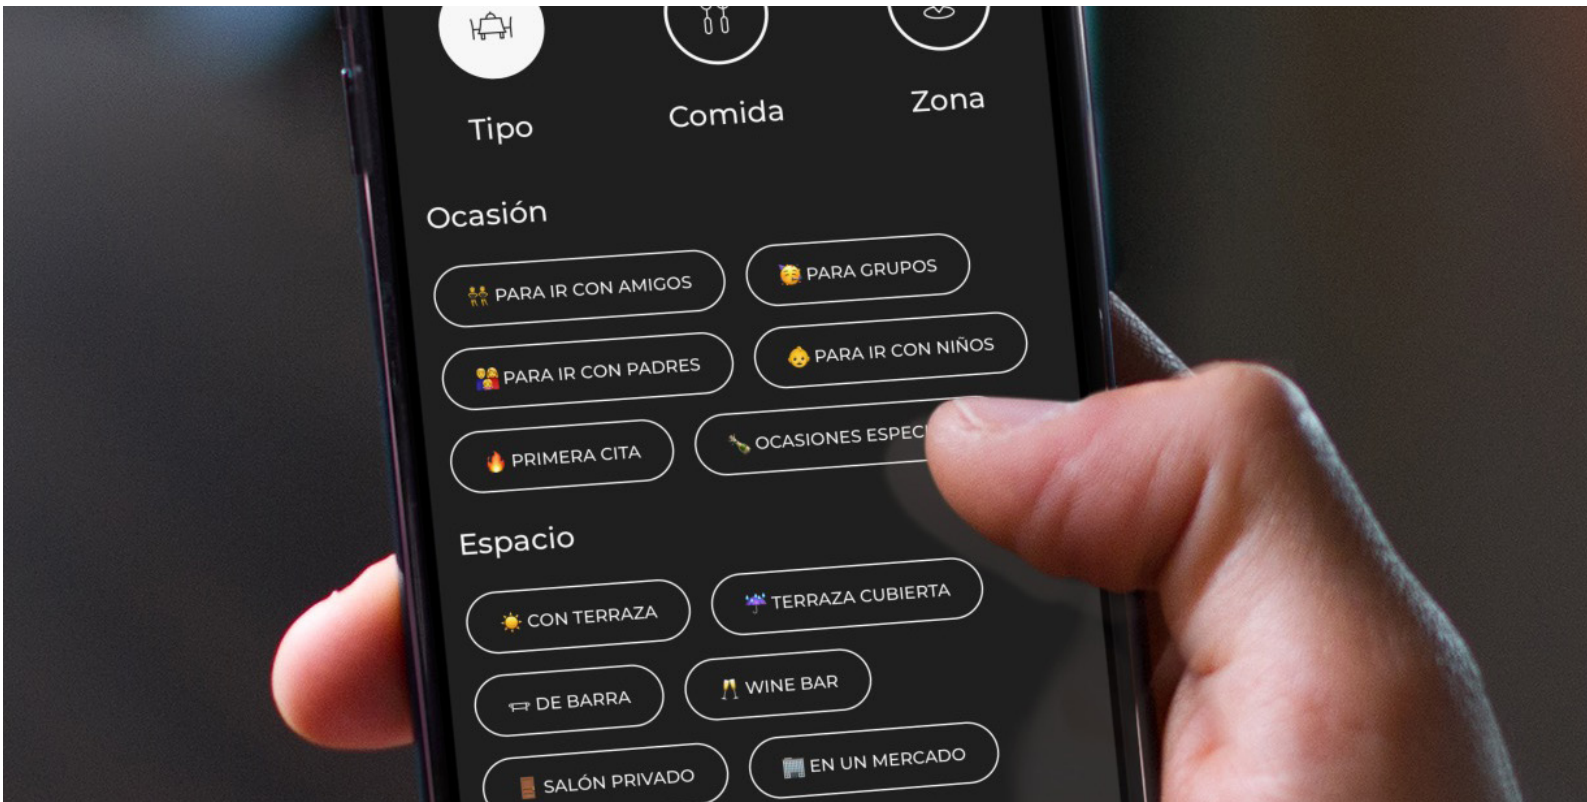 Tipo
Comida
Zona
Ocasión
PARA IR CON AMIGOS
PARA GRUPOS
PARA IR CON PADRES
PARA IR CON NIÑOS
PRIMERA CITA
OCASIONES ESPECI
Espacio
CON TERRAZA
TERRAZA CUBIERTA
DE BARRA
WINE BAR
SALÓN PRIVADO
EN UN MERCADO